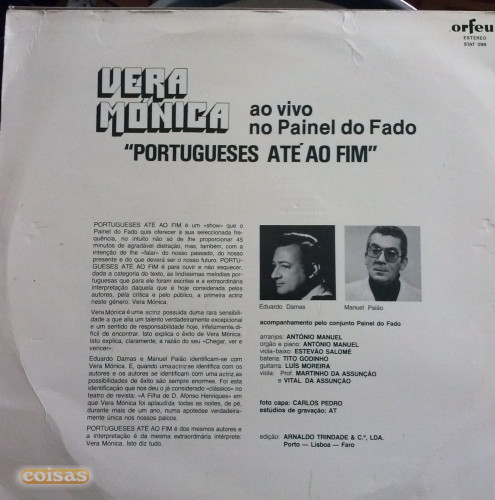 orfeu
ESTEREO
STAT 098
VERA
MÓNICA
ao vivo
no Painel do Fado
"PORTUGUESES ATÉ AO FIM"
PORTUGUESES ATÉ AO FIM é um «show» que o
Painel do Fado quis oferecer à sua seleccionada fre-
quência, no intuito não só de lhe proporcionar 45
minutos de agradável distração, mas, também, com a
intenção de lhe «falar» do nosso passado, do nosso
presente e do que deverá ser o nosso futuro. PORTU-
GUESES ATÉ AO FIM é para ouvir e não esquecer,
dada a categoria do texto, as lindíssimas melodias por-
tuguesas que para ele foram escritas e a extraordinária
interpretação daquela que é hoje considerada pelos
autores, pela crítica e pelo público, a primeira actriz
neste género: Vera Mónica.
Vera Mónica é uma actriz possuída duma rara sensibili-
dade a que alia um talento verdadeiramente excepcional
e um sentido de responsabilidade hoje, infelizmente, di-
fícil de encontrar. Isto explica o êxito de Vera Mónica,
Isto explica, claramente, a razão do seu «Chegar, ver e
vencer».
Eduardo Damas e Manuel Paião identificam-se com
Vera Mónica. E, quando uma actriz se identifica com os
autores e os autores se identificam com uma actriz, as
possibilidades de êxito são sempre enormes. Foi esta
identificação que nos deu o já considerado «clássico» no
teatro de revista: «A Filha de D. Afonso Henriques» em
que Vera Mónica foi aplaudida, todas as noites, de pé,
durante mais de um ano, numa apoteose verdadeira-
mente única nos nossos palcos.
PORTUGUESES ATÉ AO FIM é dos mesmos autores e
a interpretação é da mesma extraordinária intérprete:
Vera Mónica. Isto diz tudo.
Eduardo Damas
Manuel Paião
acompanhamento pelo conjunto Painel do Fado
arranjos: ANTÓNIO MANUEL
orgão e piano: ANTÓNIO MANUEL
viola-baixo: ESTEVÃO SALOMÉ
bateria: TITO GODINHO
guitarra: LUÍS MOREIRA
viola: Prof. MARTINHO DA ASSUNÇÃO
e VITAL DA ASSUNÇÃO
foto capa: CARLOS PEDRO
estúdios de gravação: AT
edição: ARNALDO TRINDADE & C.ª, LDA.
Porto — Lisboa — Faro
coisas